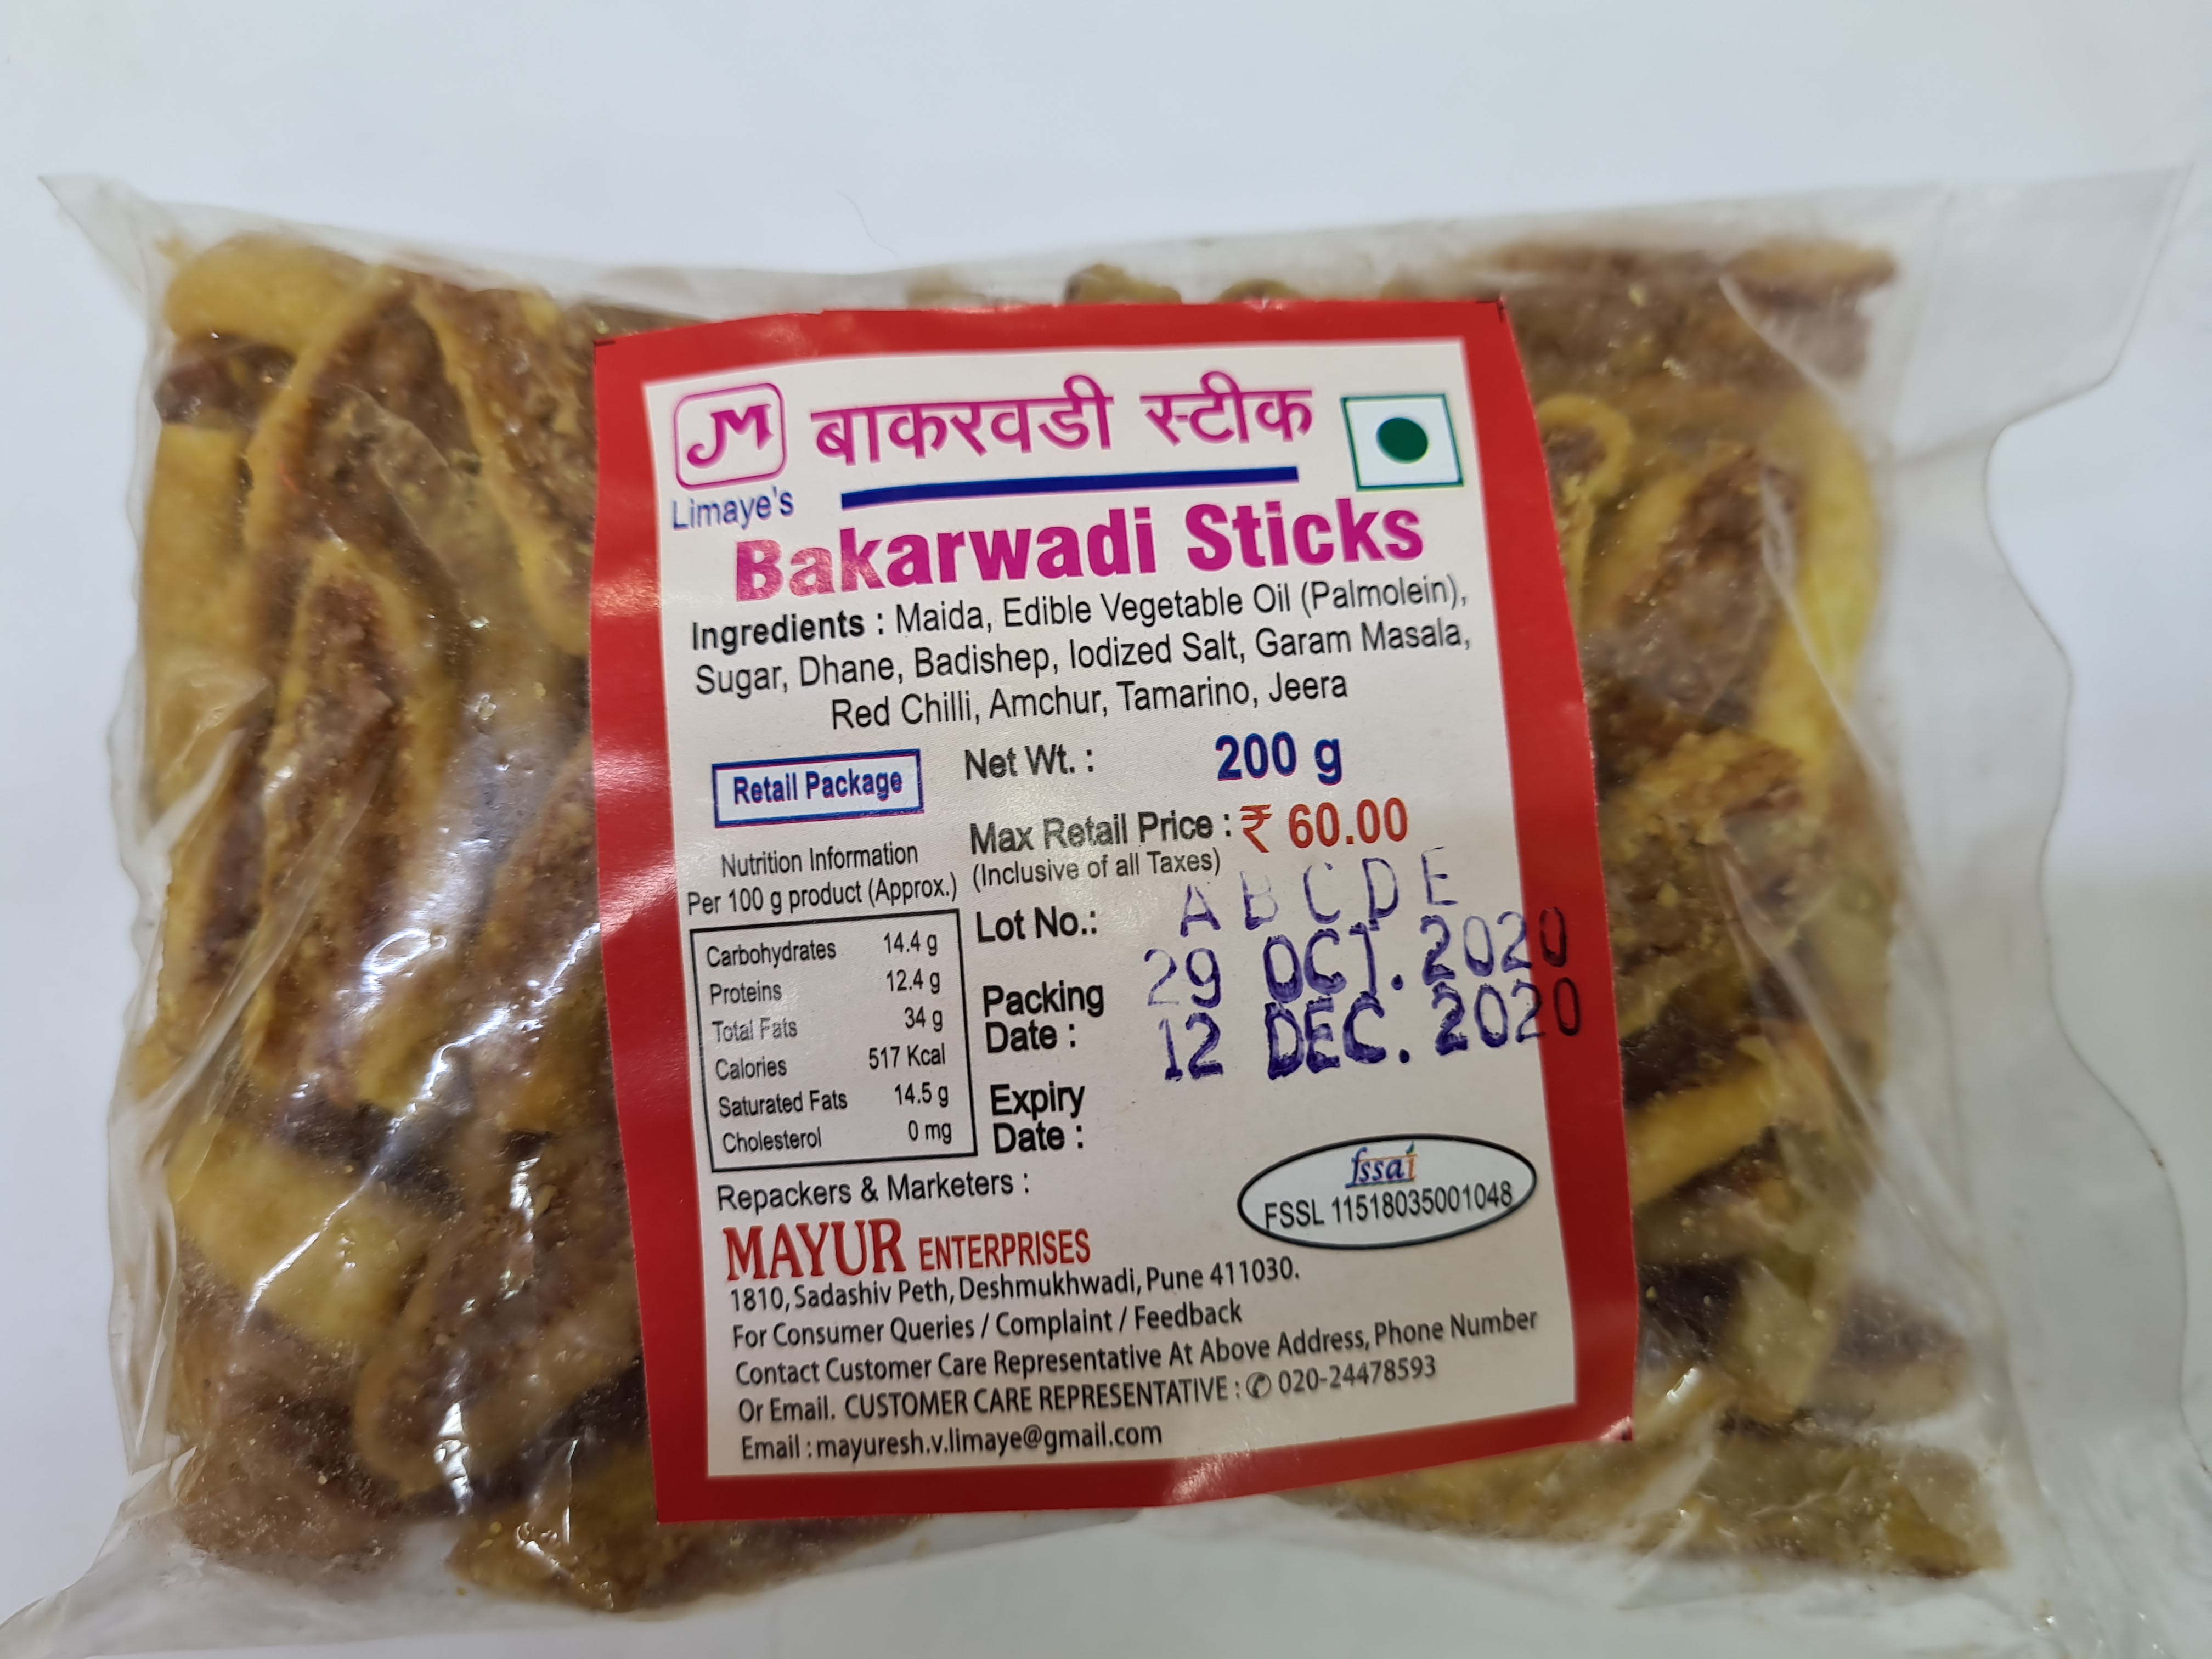 JM
Limaye's
बाकरवडी स्टीक
Bakarwadi Sticks
Ingredients : Maida, Edible Vegetable Oil (Palmolein),
Sugar, Dhane, Badishep, Iodized Salt, Garam Masala,
Red Chilli, Amchur, Tamarino, Jeera
Retail Package
Net Wt. : 200 g
Max Retail Price : ₹ 60.00
(Inclusive of all Taxes)
Nutrition Information
Per 100 g product (Approx.)
Carbohydrates 14.4 g
Proteins 12.4 g
Total Fats 34 g
Calories 517 Kcal
Saturated Fats 14.5 g
Cholesterol 0 mg
Lot No.: A B C D E
Packing
Date :
29 OCT. 2020
12 DEC. 2020
Expiry
Date :
fssai
FSSL 11518035001048
Repackers & Marketers :
MAYUR ENTERPRISES
1810, Sadashiv Peth, Deshmukhwadi, Pune 411030.
For Consumer Queries / Complaint / Feedback
Contact Customer Care Representative At Above Address, Phone Number
Or Email. CUSTOMER CARE REPRESENTATIVE : ✆ 020-24478593
Email : mayuresh.v.limaye@gmail.com